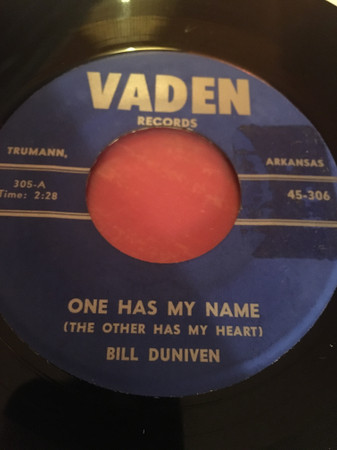 VADEN
RECORDS
TRUMANN, ARKANSAS
305-A 45-306
Time: 2:28
ONE HAS MY NAME
(THE OTHER HAS MY HEART)
BILL DUNIVEN